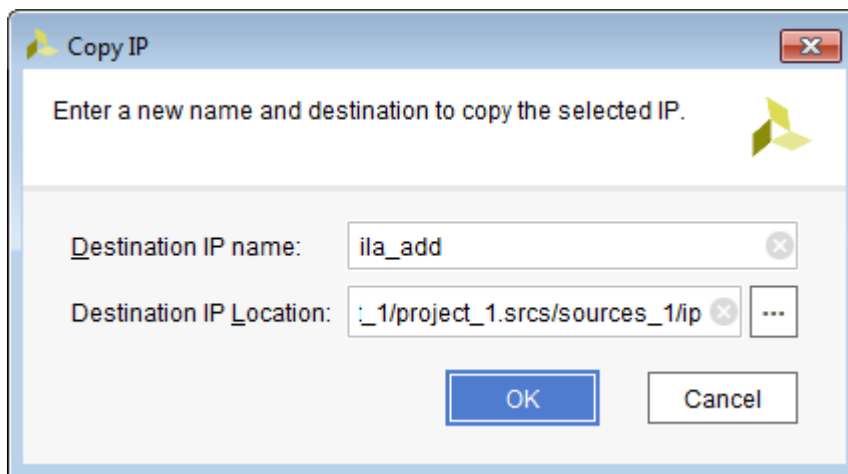 Copy IP
Enter a new name and destination to copy the selected IP.
Destination IP name: ila_add
Destination IP Location: :_1/project_1.srcs/sources_1/ip ...
OK Cancel